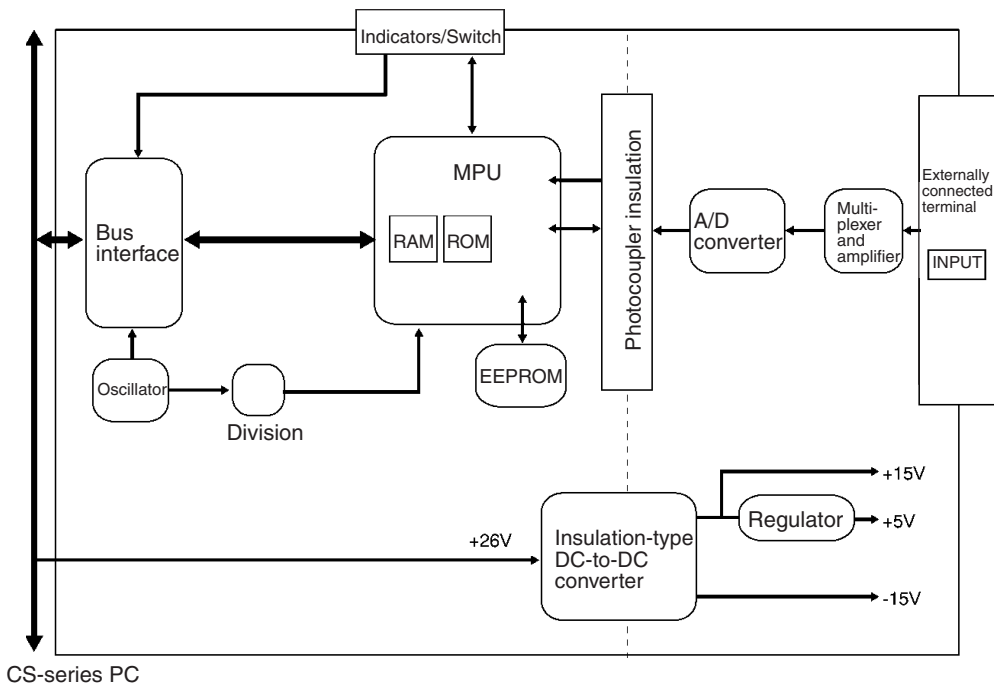 Indicators/Switch
Bus
interface
MPU
RAM
ROM
Photocoupler insulation
A/D
converter
Multi-
plexer
and
amplifier
Externally
connected
terminal
INPUT
Oscillator
Division
EEPROM
+26V
Insulation-type
DC-to-DC
converter
+15V
Regulator
+5V
-15V
CS-series PC